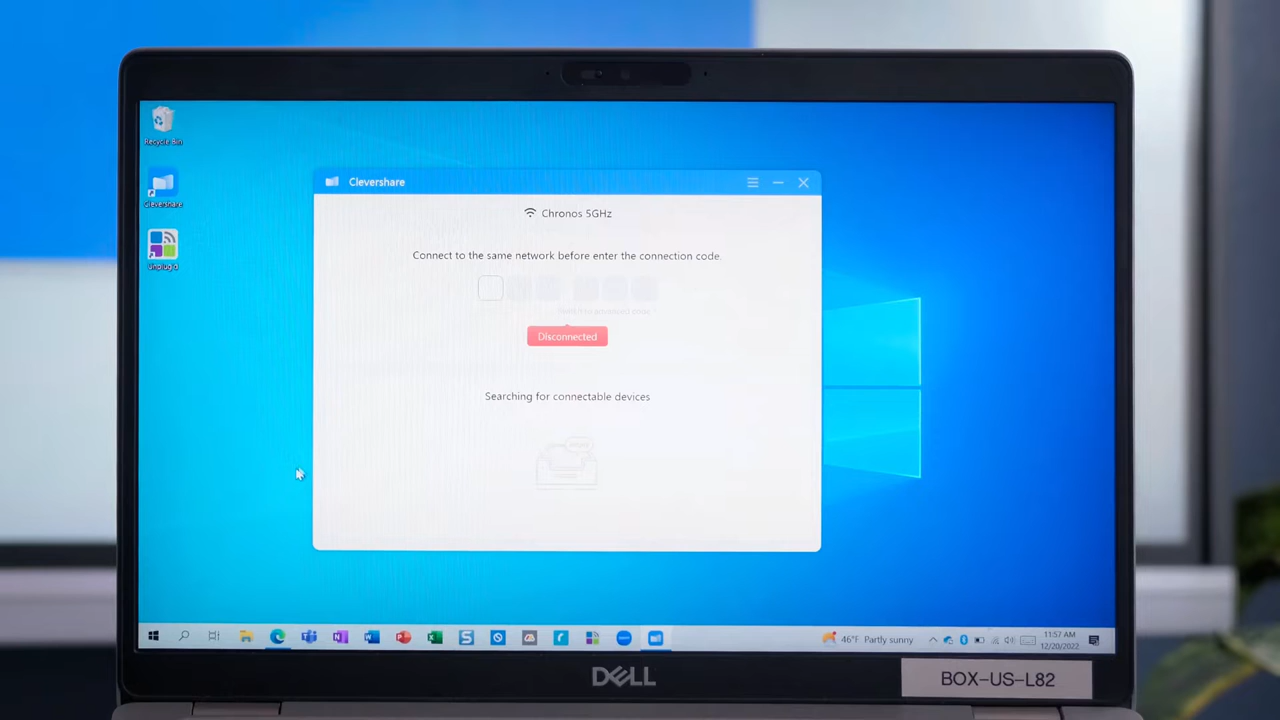 Recycle Bin
Clevershare
Clevershare
Chronos 5GHz
Connect to the same network before enter the connection code.
Disconnected
Searching for connectable devices
46°F Partly sunny
11:57 AM
12/20/2022
DELL
BOX-US-L82